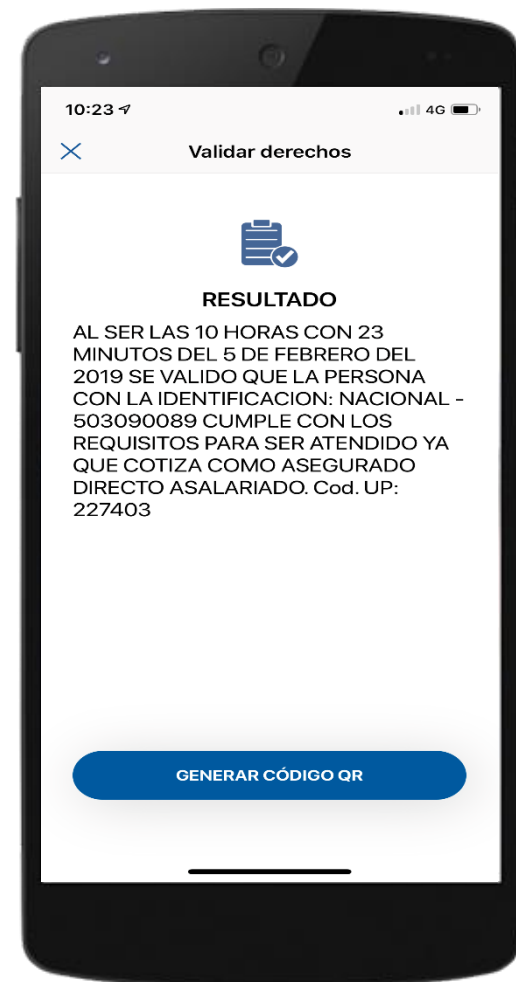 10:23
4G
Validar derechos
RESULTADO
AL SER LAS 10 HORAS CON 23
MINUTOS DEL 5 DE FEBRERO DEL
2019 SE VALIDO QUE LA PERSONA
CON LA IDENTIFICACION: NACIONAL -
503090089 CUMPLE CON LOS
REQUISITOS PARA SER ATENDIDO YA
QUE COTIZA COMO ASEGURADO
DIRECTO ASALARIADO. Cod. UP:
227403
GENERAR CÓDIGO QR